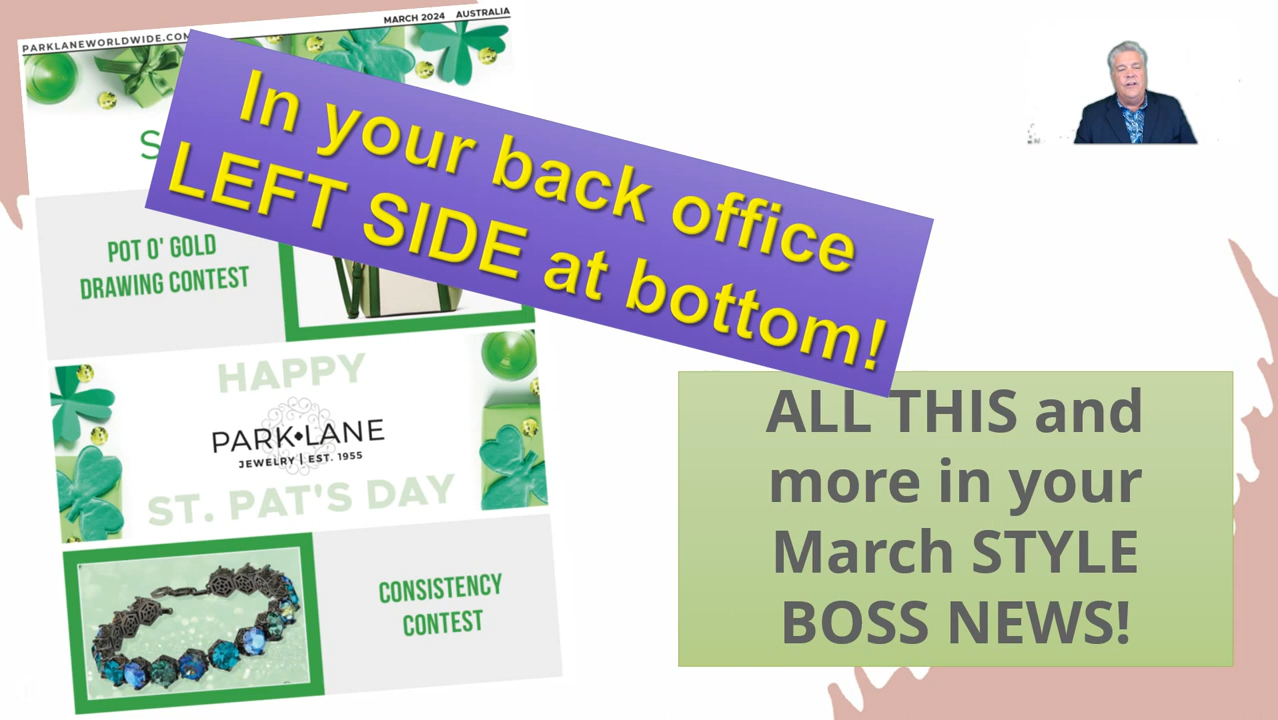 PARKLANEWORLDWIDE.COM
MARCH 2024 AUSTRALIA
In your back office
LEFT SIDE at bottom!
POT O' GOLD
DRAWING CONTEST
HAPPY
PARK LANE
JEWELRY | EST. 1955
ST. PAT'S DAY
CONSISTENCY
CONTEST
ALL THIS and
more in your
March STYLE
BOSS NEWS!